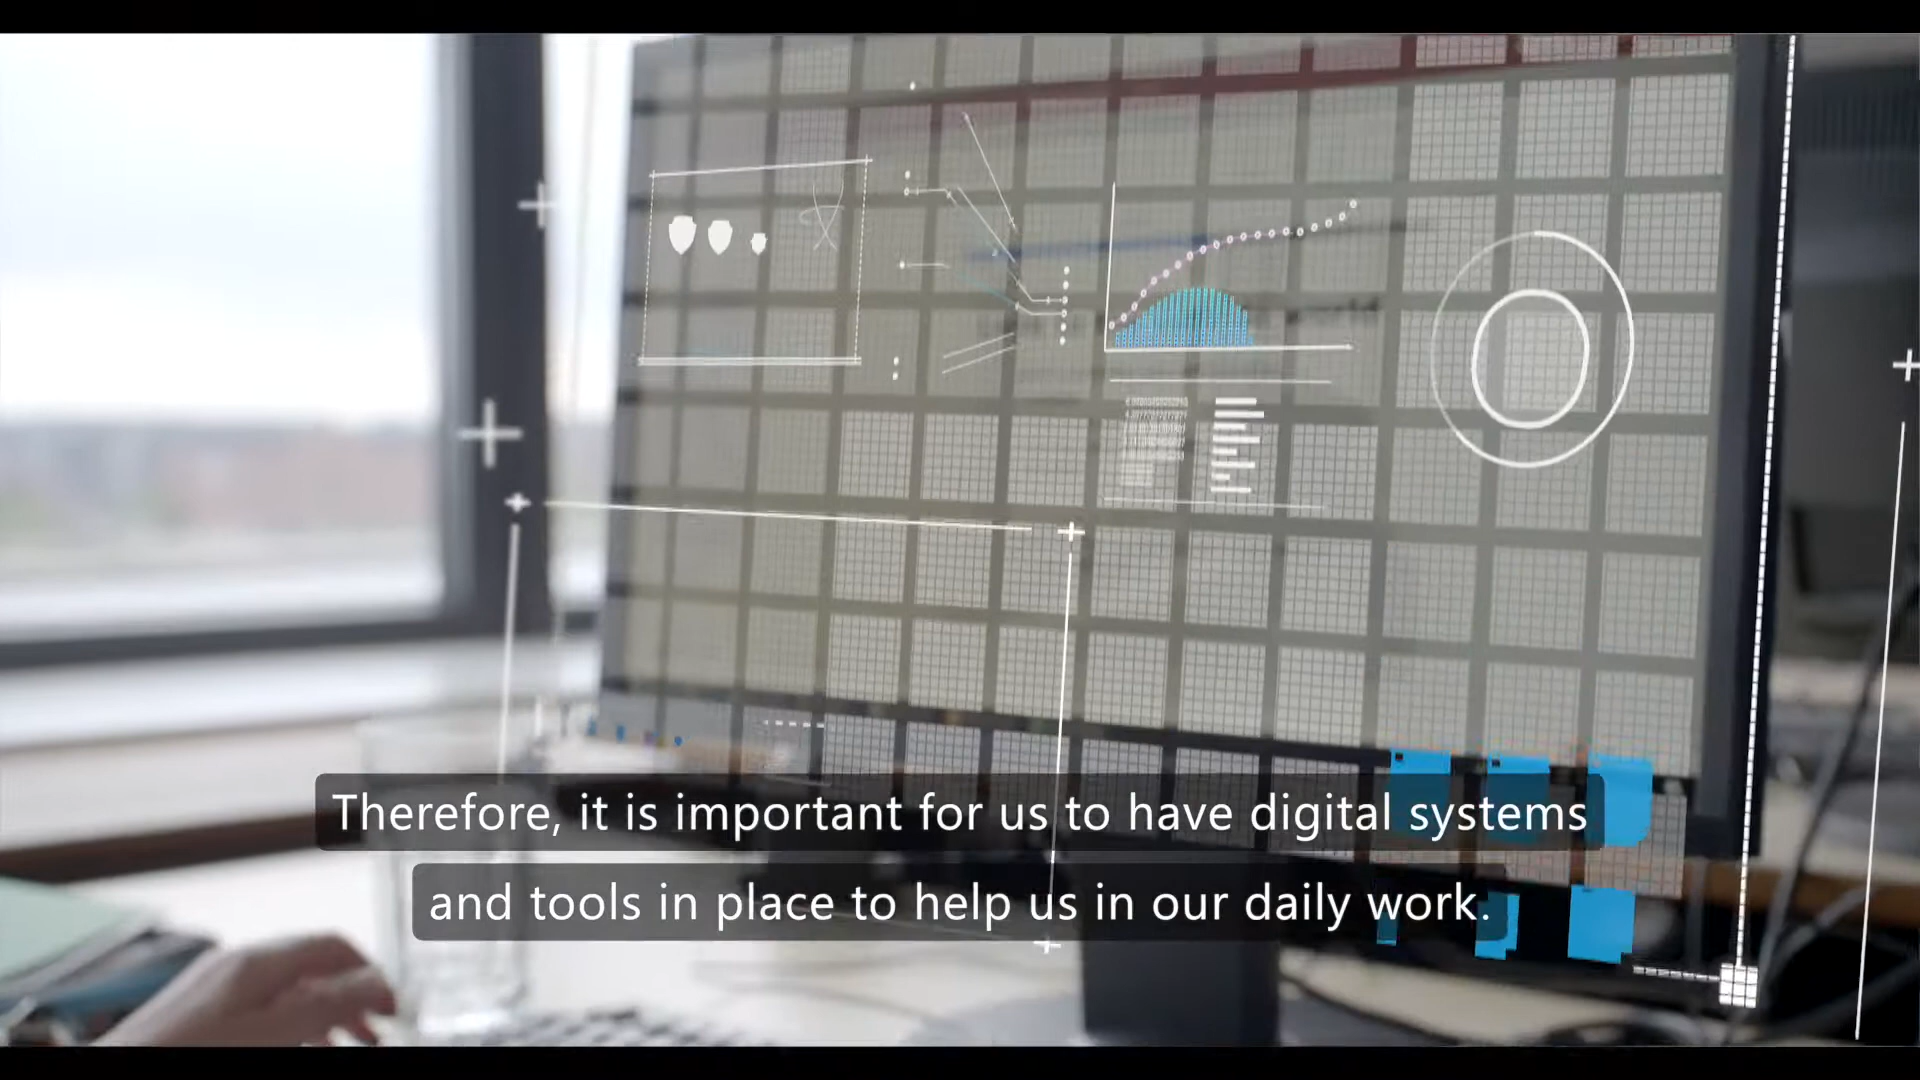 Therefore, it is important for us to have digital systems
and tools in place to help us in our daily work.